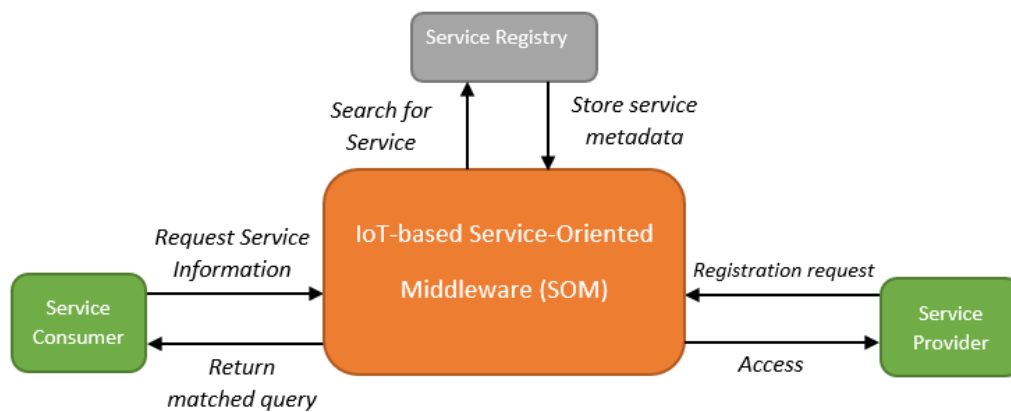 Service Registry
Search for
Service
Store service
metadata
IoT-based Service-Oriented
Middleware (SOM)
Request Service
Information
Registration request
Service
Consumer
Service
Provider
Return
matched query
Access